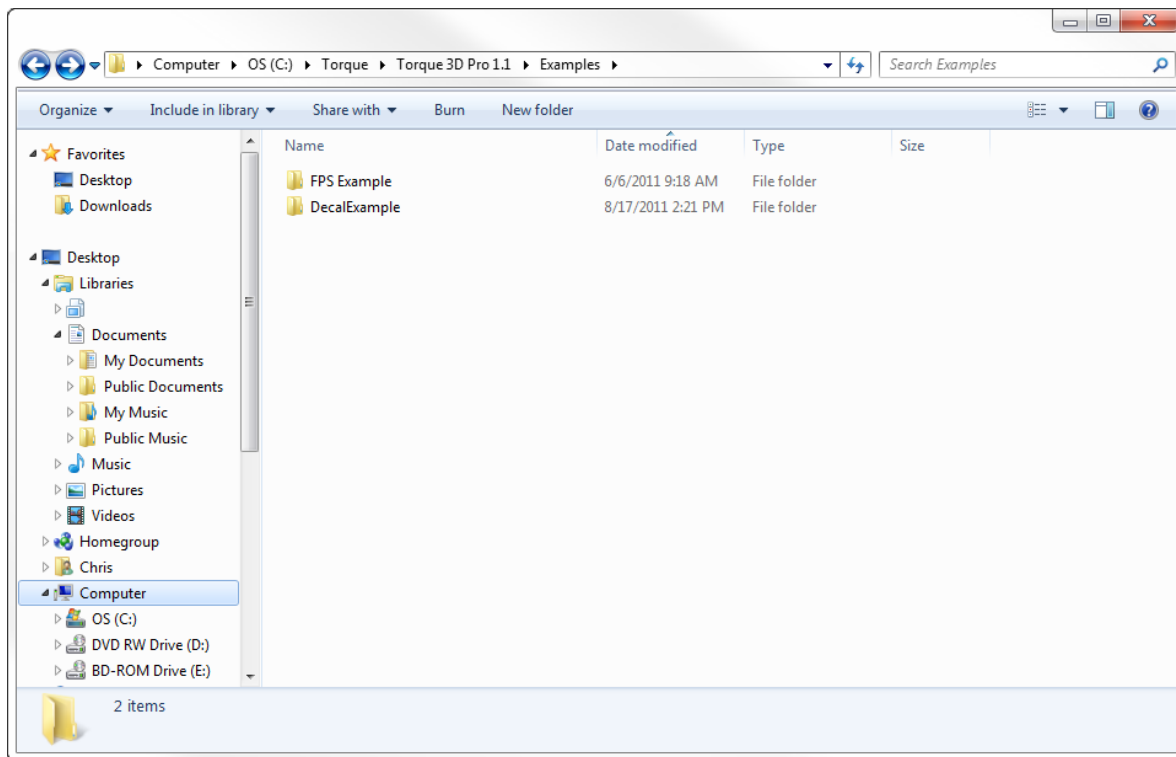 Computer OS (C:) Torque Torque 3D Pro 1.1 Examples Search Examples
Organize Include in library Share with Burn New folder
Favorites
Desktop
Downloads
Desktop
Libraries
Documents
My Documents
Public Documents
My Music
Public Music
Music
Pictures
Videos
Homegroup
Chris
Computer
OS (C:)
DVD RW Drive (D:)
BD-ROM Drive (E:)
Name Date modified Type Size
FPS Example 6/6/2011 9:18 AM File folder
DecalExample 8/17/2011 2:21 PM File folder
2 items